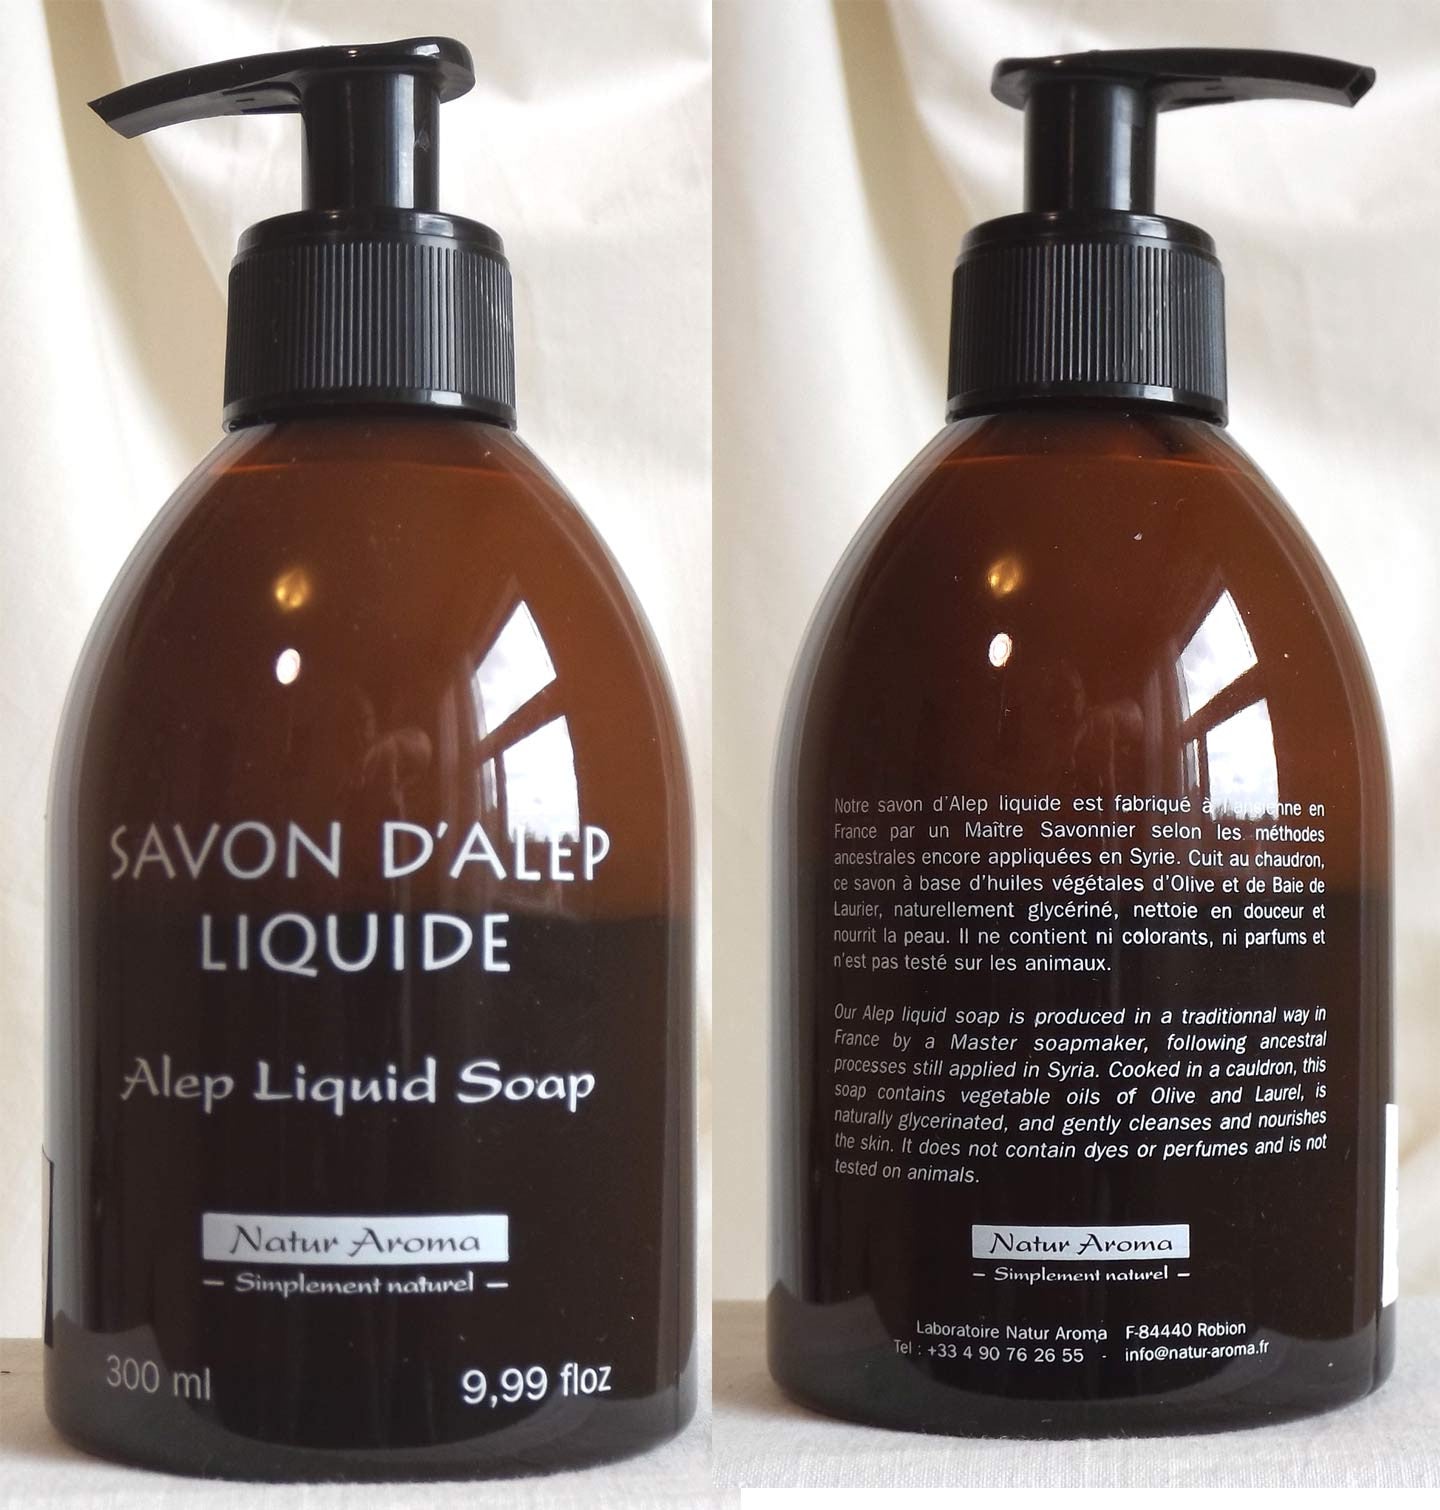 SAVON D'ALEP
LIQUIDE
Alep Liquid Soap
Natur Aroma
– Simplement naturel –
300 ml 9,99 floz
Notre savon d'Alep liquide est fabriqué à l'ansienne en
France par un Maître Savonnier selon les méthodes
ancestrales encore appliquées en Syrie. Cuit au chaudron,
ce savon à base d'huiles végétales d'Olive et de Baie de
Laurier, naturellement glycériné, nettoie en douceur et
nourrit la peau. Il ne contient ni colorants, ni parfums et
n'est pas testé sur les animaux.
Our Alep liquid soap is produced in a traditionnal way in
France by a Master soapmaker, following ancestral
processes still applied in Syria. Cooked in a cauldron, this
soap contains vegetable oils of Olive and Laurel, is
naturally glycerinated, and gently cleanses and nourishes
the skin. It does not contain dyes or perfumes and is not
tested on animals.
Natur Aroma
– Simplement naturel –
Laboratoire Natur Aroma F-84440 Robion
Tel : +33 4 90 76 26 55 - info@natur-aroma.fr